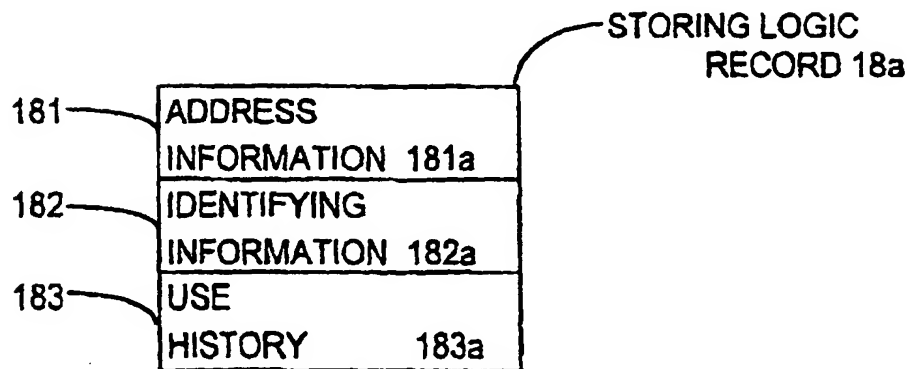 STORING LOGIC
RECORD 18a
181
ADDRESS
INFORMATION 181a
182
IDENTIFYING
INFORMATION 182a
183
USE
HISTORY 183a